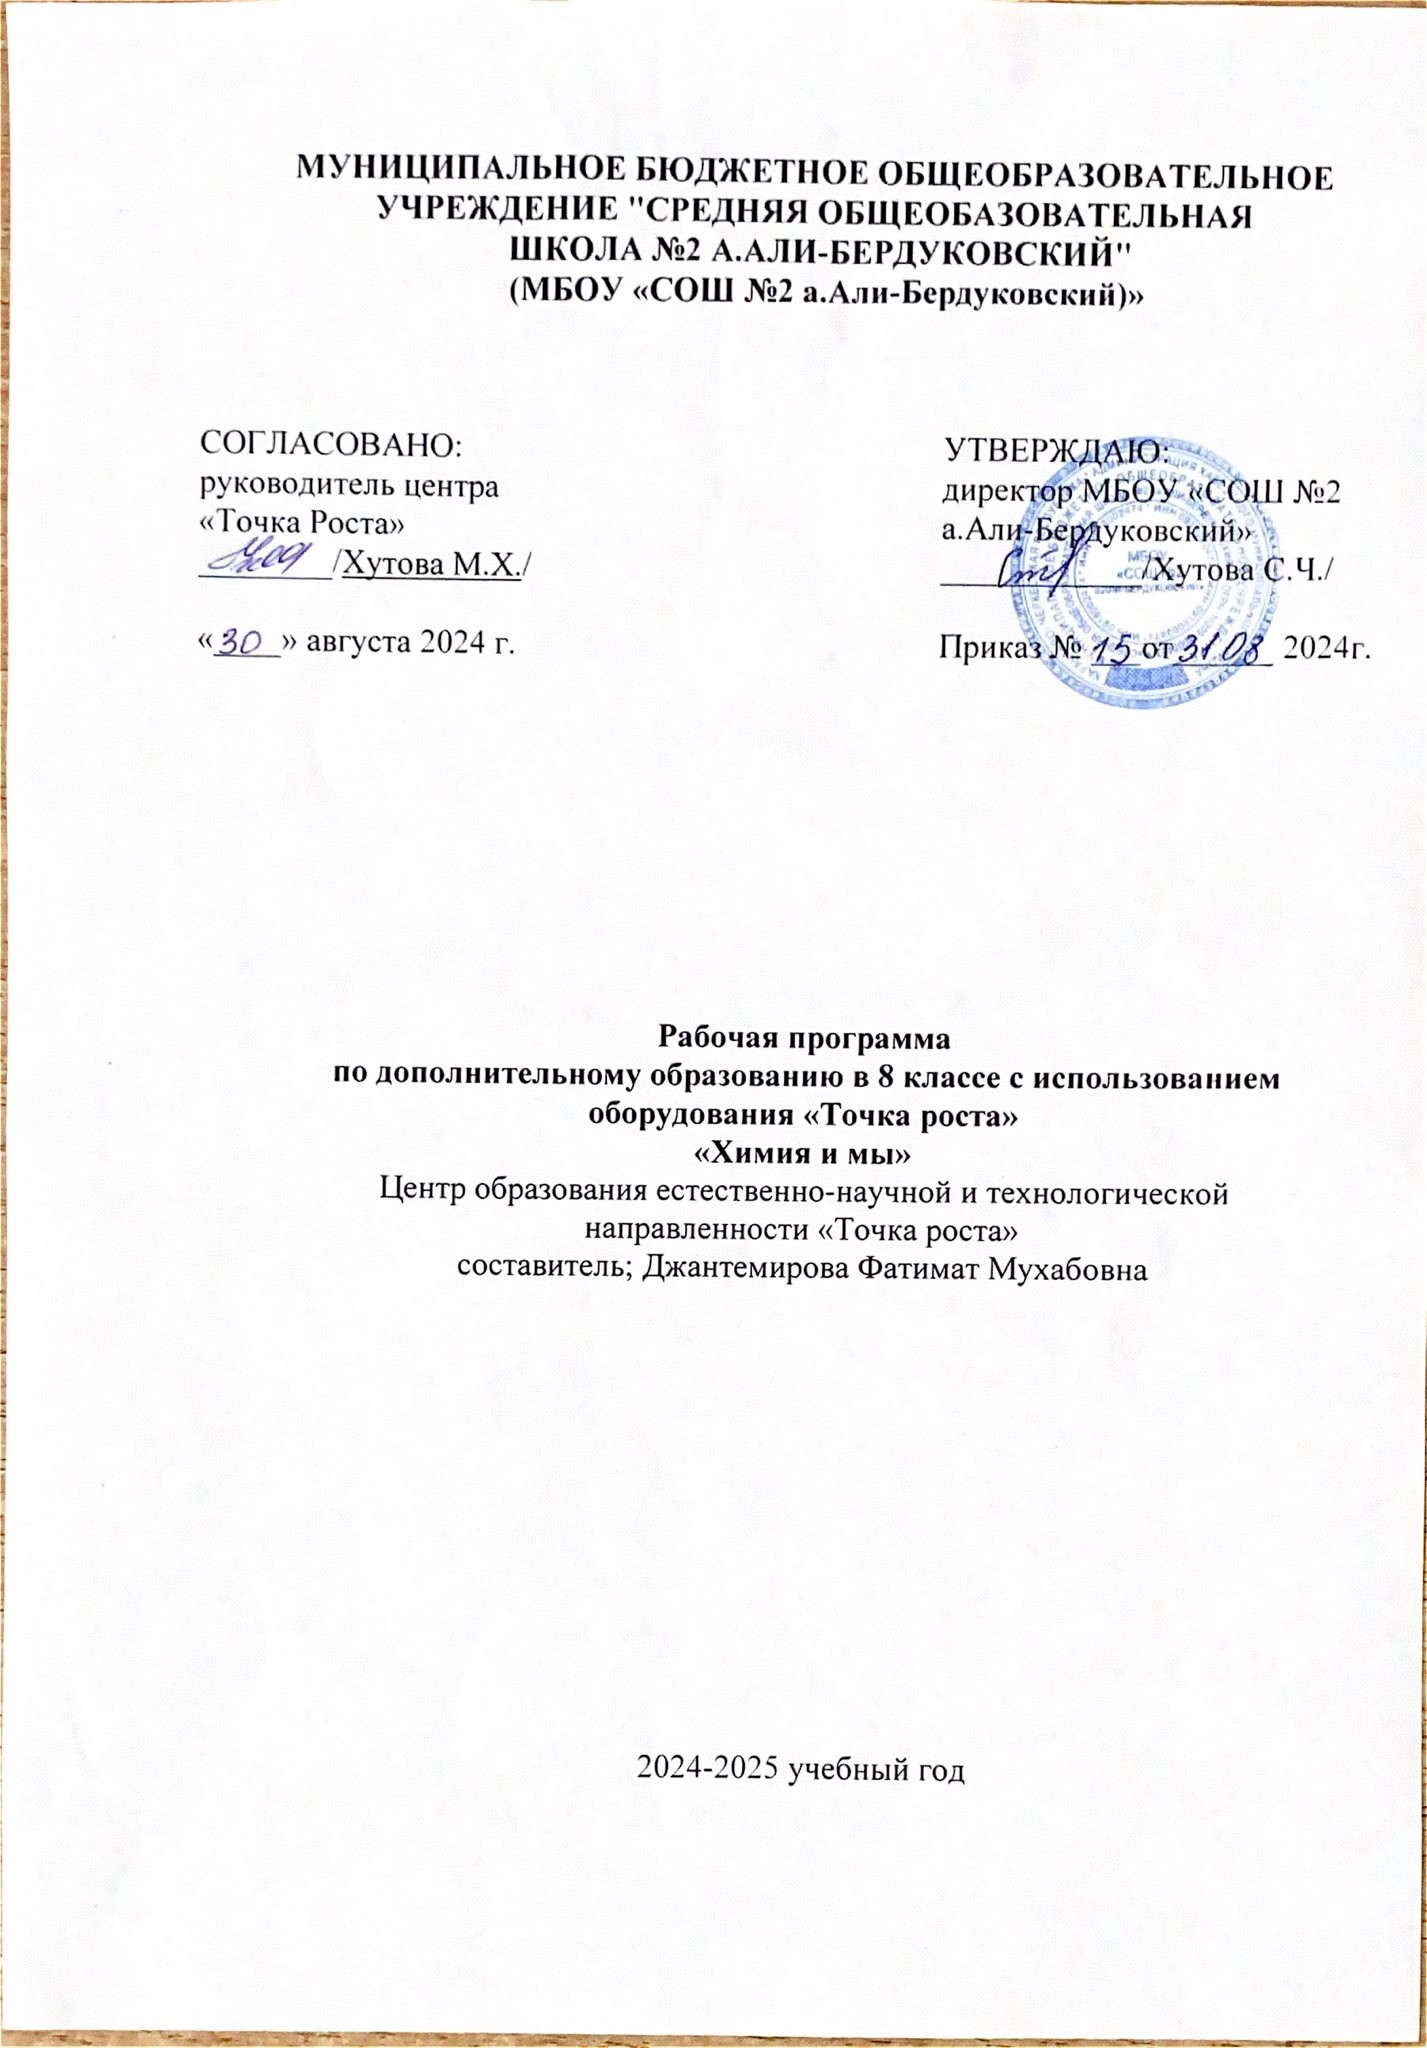 МУНИЦИПАЛЬНОЕ БЮДЖЕТНОЕ ОБЩЕОБРАЗОВАТЕЛЬНОЕ
УЧРЕЖДЕНИЕ "СРЕДНЯЯ ОБЩЕОБАЗОВАТЕЛЬНАЯ
ШКОЛА №2 А.АЛИ-БЕРДУКОВСКИЙ"
(МБОУ «СОШ №2 а.Али-Бердуковский)»
СОГЛАСОВАНО:
руководитель центра
«Точка Роста»
/Хутова М.Х./
«30» августа 2024 г.
УТВЕРЖДАЮ:
директор МБОУ «СОШ №2
а.Али-Бердуковский»
/Хутова С.Ч./
Приказ № 15 от 31 08 2024г.
МБОУ
«СОШ №2
Рабочая программа
по дополнительному образованию в 8 классе с использованием
оборудования «Точка роста»
«Химия и мы»
Центр образования естественно-научной и технологической
направленности «Точка роста»
составитель; Джантемирова Фатимат Мухабовна
2024-2025 учебный год